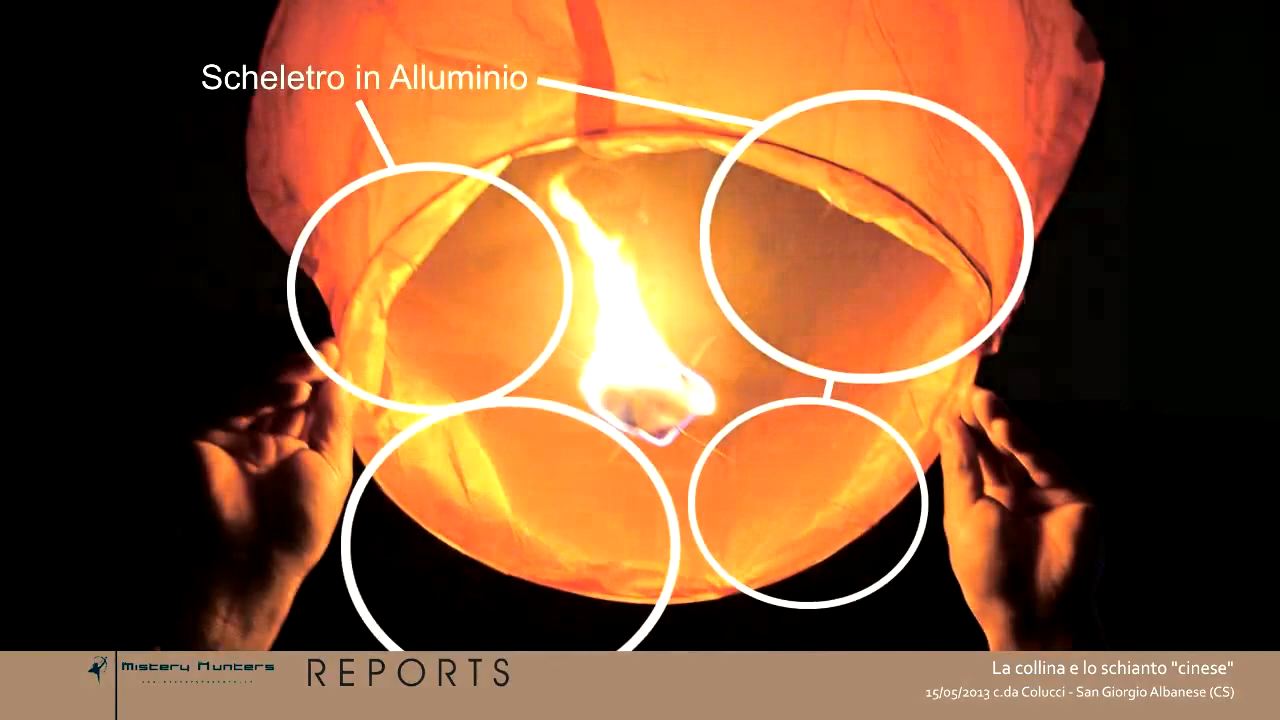 Scheletro in Alluminio
Mistery Hunters
REPORTS
La collina e lo schianto "cinese"
15/05/2013 c.da Colucci - San Giorgio Albanese (CS)